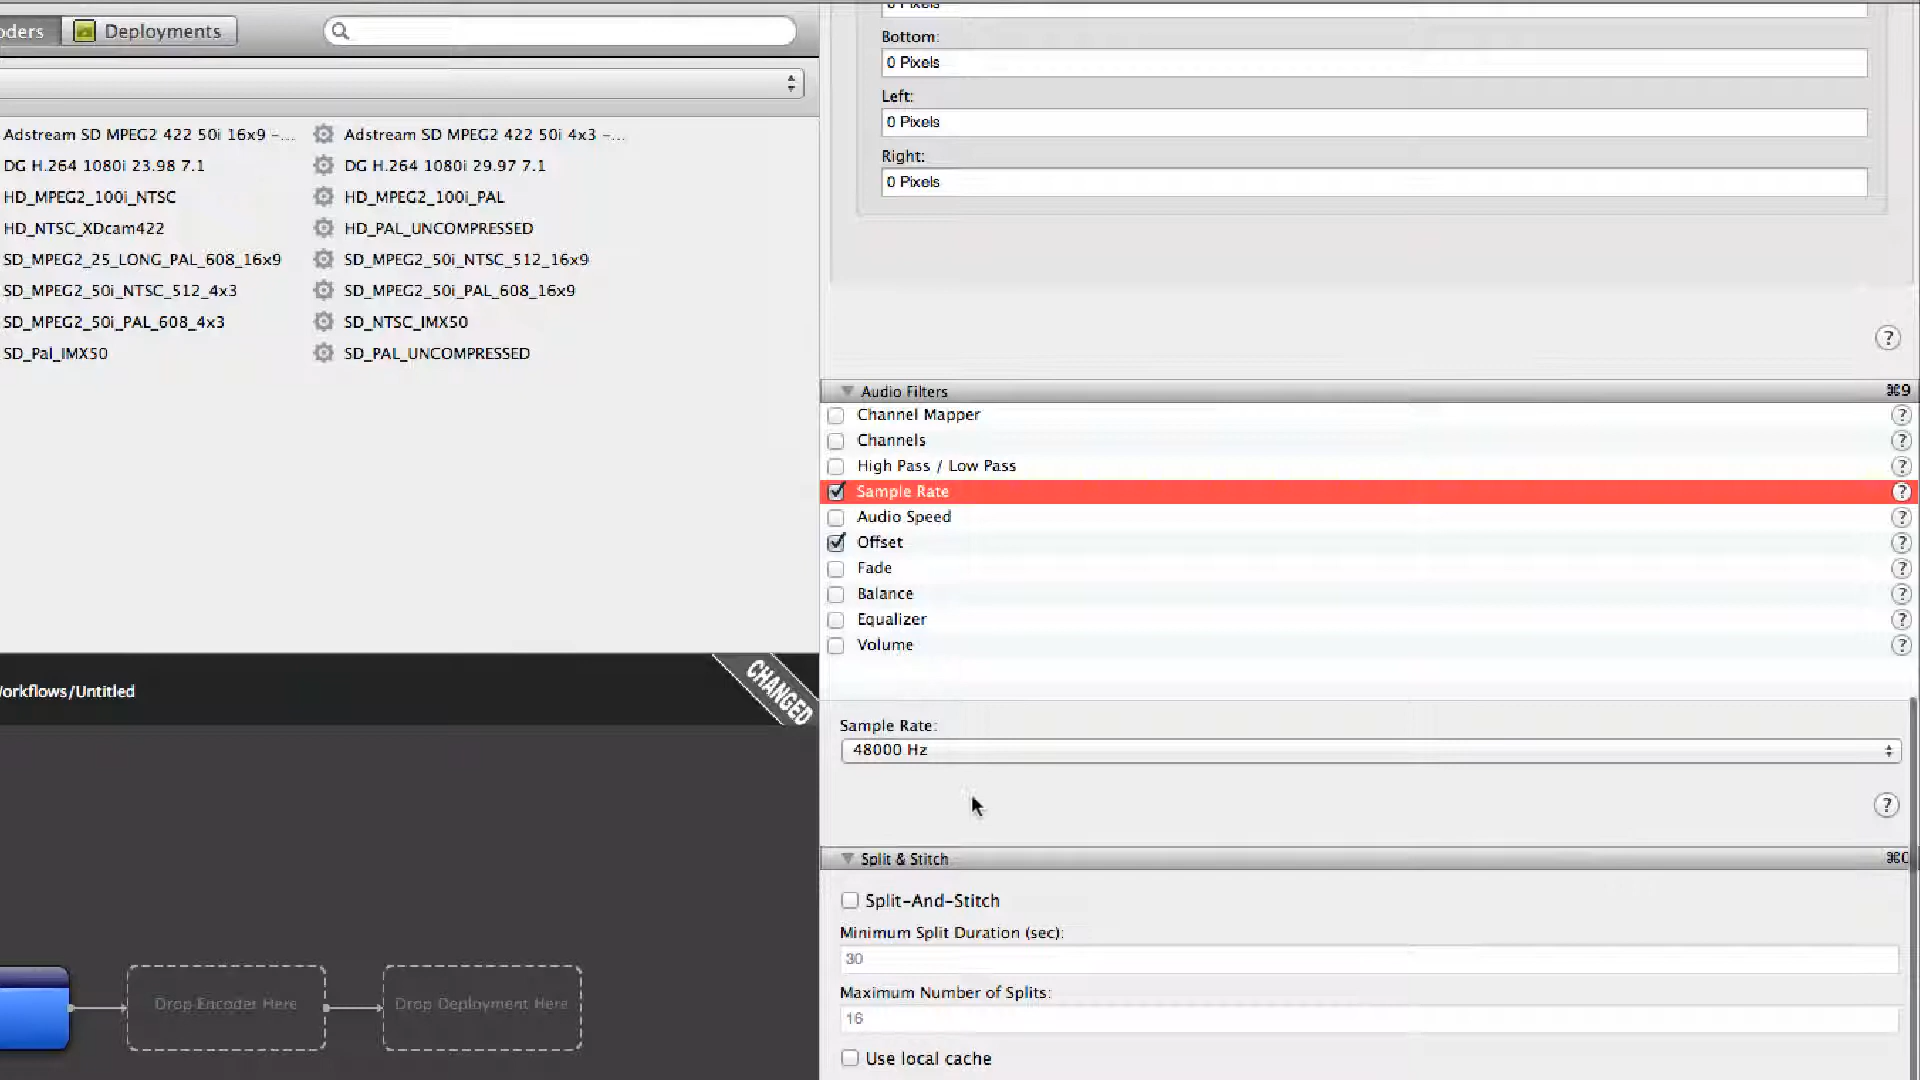 oders Deployments
Adstream SD MPEG2 422 50i 16x9 –... Adstream SD MPEG2 422 50i 4x3 –...
DG H.264 1080i 23.98 7.1 DG H.264 1080i 29.97 7.1
HD_MPEG2_100i_NTSC HD_MPEG2_100i_PAL
HD_NTSC_XDcam422 HD_PAL_UNCOMPRESSED
SD_MPEG2_25_LONG_PAL_608_16x9 SD_MPEG2_50i_NTSC_512_16x9
SD_MPEG2_50i_NTSC_512_4x3 SD_MPEG2_50i_PAL_608_16x9
SD_MPEG2_50i_PAL_608_4x3 SD_NTSC_IMX50
SD_Pal_IMX50 SD_PAL_UNCOMPRESSED
orkflows/Untitled
CHANGED
Drop Encoder Here Drop Deployment Here
0 Pixels
Bottom:
0 Pixels
Left:
0 Pixels
Right:
0 Pixels
?
Audio Filters ⌘9
Channel Mapper ?
Channels ?
High Pass / Low Pass ?
Sample Rate ?
Audio Speed ?
Offset ?
Fade ?
Balance ?
Equalizer ?
Volume ?
Sample Rate:
48000 Hz
?
Split & Stitch ⌘0
Split-And-Stitch
Minimum Split Duration (sec):
30
Maximum Number of Splits:
16
Use local cache